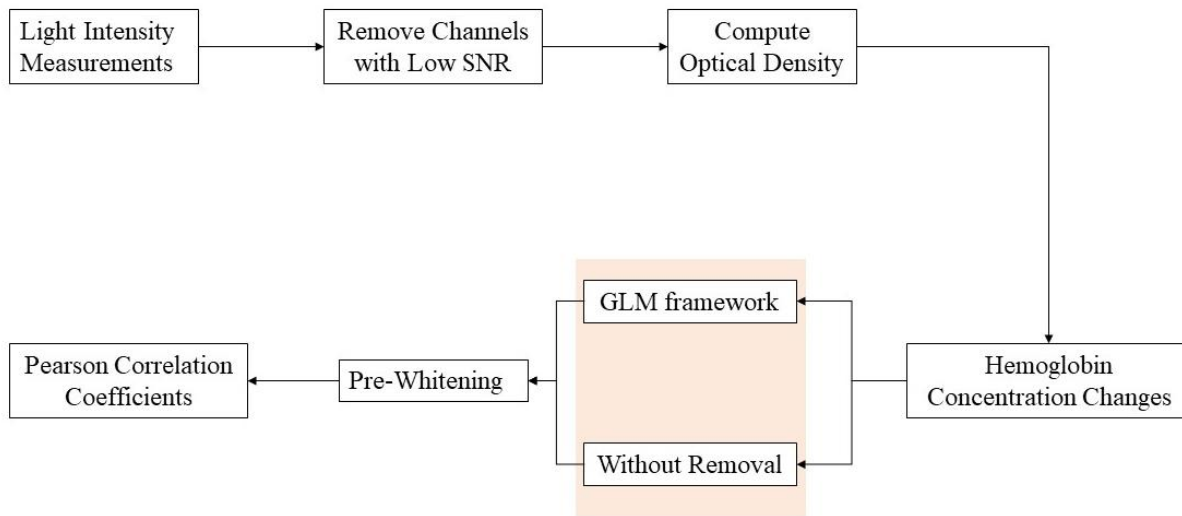 Light Intensity
Measurements
Remove Channels
with Low SNR
Compute
Optical Density
Hemoglobin
Concentration Changes
GLM framework
Without Removal
Pre-Whitening
Pearson Correlation
Coefficients